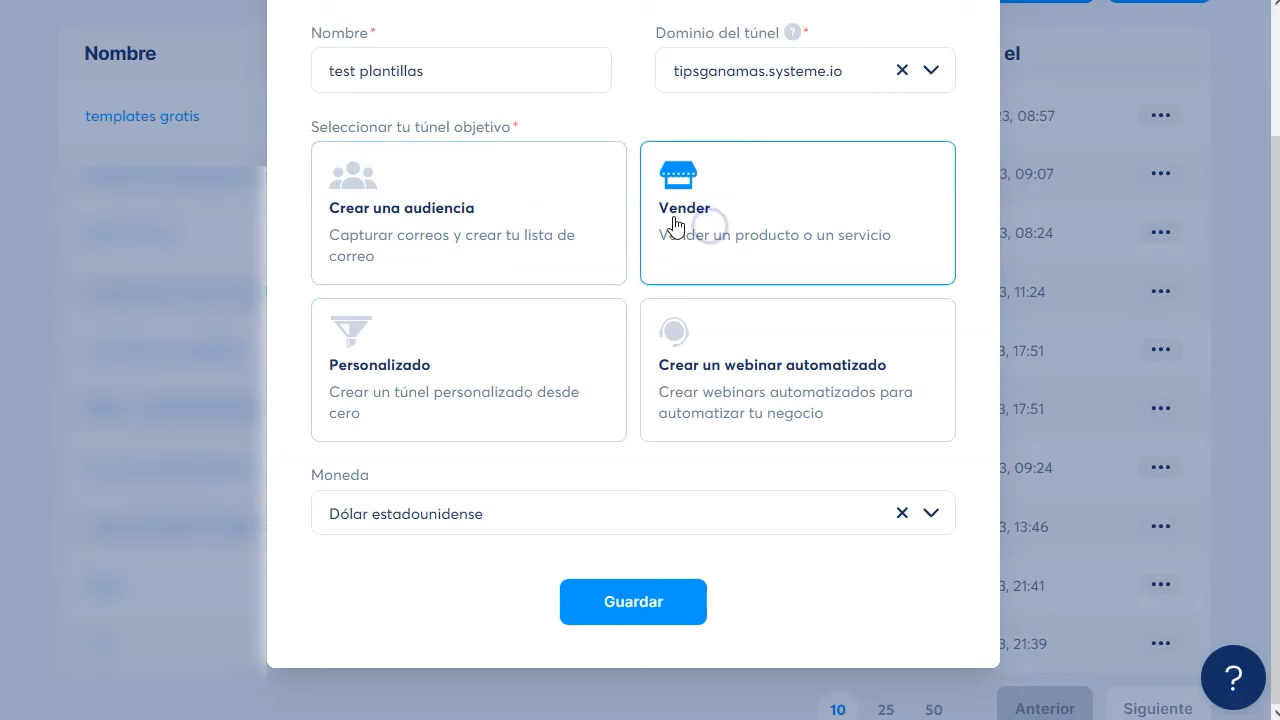 Nombre*
Dominio del túnel ? *
Nombre
el
test plantillas
tipsganamas.systeme.io
templates gratis
3, 08:57
Seleccionar tu túnel objetivo*
Crear una audiencia
Capturar correos y crear tu lista de
correo
Vender
Vender un producto o un servicio
3, 09:07
3, 08:24
3, 11:24
Personalizado
Crear un túnel personalizado desde
cero
Crear un webinar automatizado
Crear webinars automatizados para
automatizar tu negocio
3, 17:51
3, 17:51
3, 09:24
Moneda
Dólar estadounidense
3, 13:46
3, 21:41
Guardar
3, 21:39
?
10 25 50
Anterior
Siguiente